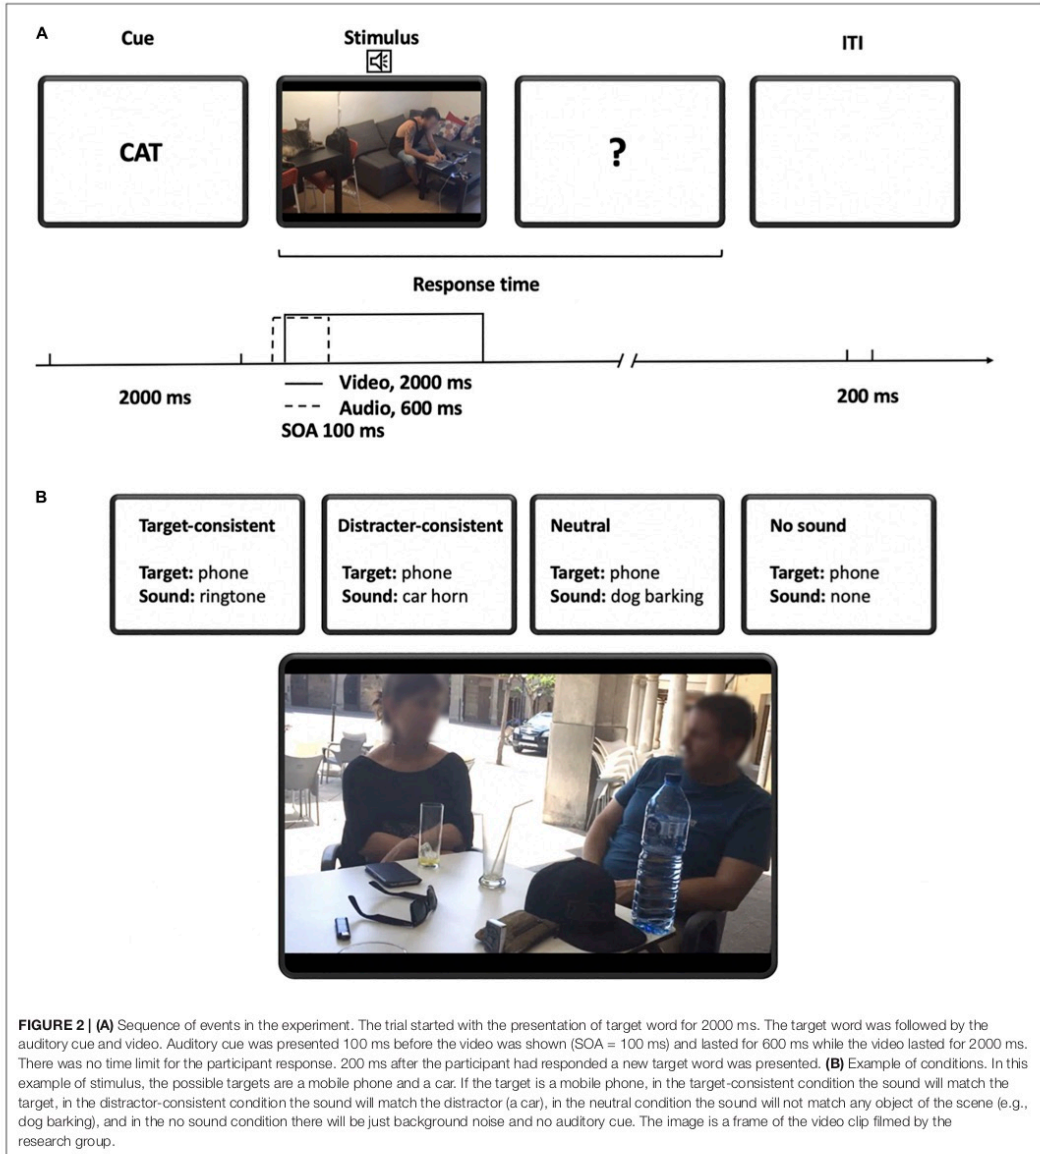 A
Cue
Stimulus
ITI
CAT
?
Response time
2000 ms
Video, 2000 ms
Audio, 600 ms
SOA 100 ms
200 ms
B
Target-consistent
Target: phone
Sound: ringtone
Distracter-consistent
Target: phone
Sound: car horn
Neutral
Target: phone
Sound: dog barking
No sound
Target: phone
Sound: none
FIGURE 2 | (A) Sequence of events in the experiment. The trial started with the presentation of target word for 2000 ms. The target word was followed by the
auditory cue and video. Auditory cue was presented 100 ms before the video was shown (SOA = 100 ms) and lasted for 600 ms while the video lasted for 2000 ms.
There was no time limit for the participant response. 200 ms after the participant had responded a new target word was presented. (B) Example of conditions. In this
example of stimulus, the possible targets are a mobile phone and a car. If the target is a mobile phone, in the target-consistent condition the sound will match the
target, in the distractor-consistent condition the sound will match the distractor (a car), in the neutral condition the sound will not match any object of the scene (e.g.,
dog barking), and in the no sound condition there will be just background noise and no auditory cue. The image is a frame of the video clip filmed by the
research group.